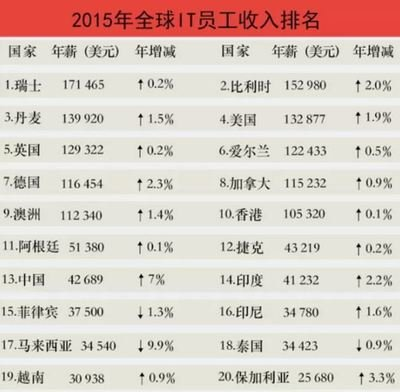 2015年全球IT员工收入排名
国家 年薪(美元) 年增减 国家 年薪(美元) 年增减
1.瑞士 171 465 ↑0.2% 2.比利时 152 980 ↑2.0%
3.丹麦 139 920 ↑1.5% 4.美国 132 877 ↑1.9%
5.英国 129 322 ↑0.2% 6.爱尔兰 122 433 ↑0.5%
7.德国 116 454 ↑2.3% 8.加拿大 115 232 ↑0.9%
9.澳洲 112 340 ↑1.4% 10.香港 105 320 ↑0.1%
11.阿根廷 51 380 ↑0.1% 12.捷克 43 219 ↑0.2%
13.中国 42 689 ↑7% 14.印度 41 232 ↑2.2%
15.菲律宾 37 500 ↓1.3% 16.印尼 34 780 ↑1.6%
17.马来西亚 34 540 ↓9.9% 18.泰国 34 423 ↓0.9%
19.越南 30 938 ↑0.9% 20.保加利亚 25 680 ↑3.3%